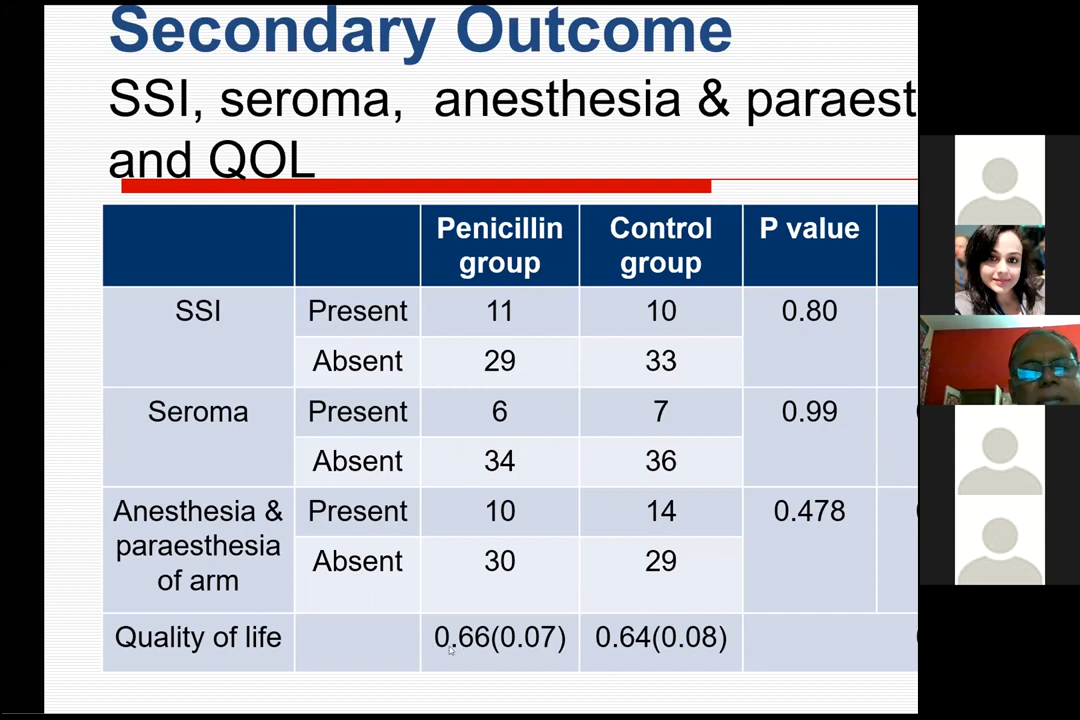 Secondary Outcome
SSI, seroma, anesthesia & paraest
and QOL
Penicillin group Control group P value
SSI Present 11 10 0.80
Absent 29 33
Seroma Present 6 7 0.99
Absent 34 36
Anesthesia & paraesthesia of arm Present 10 14 0.478
Absent 30 29
Quality of life 0.66(0.07) 0.64(0.08)